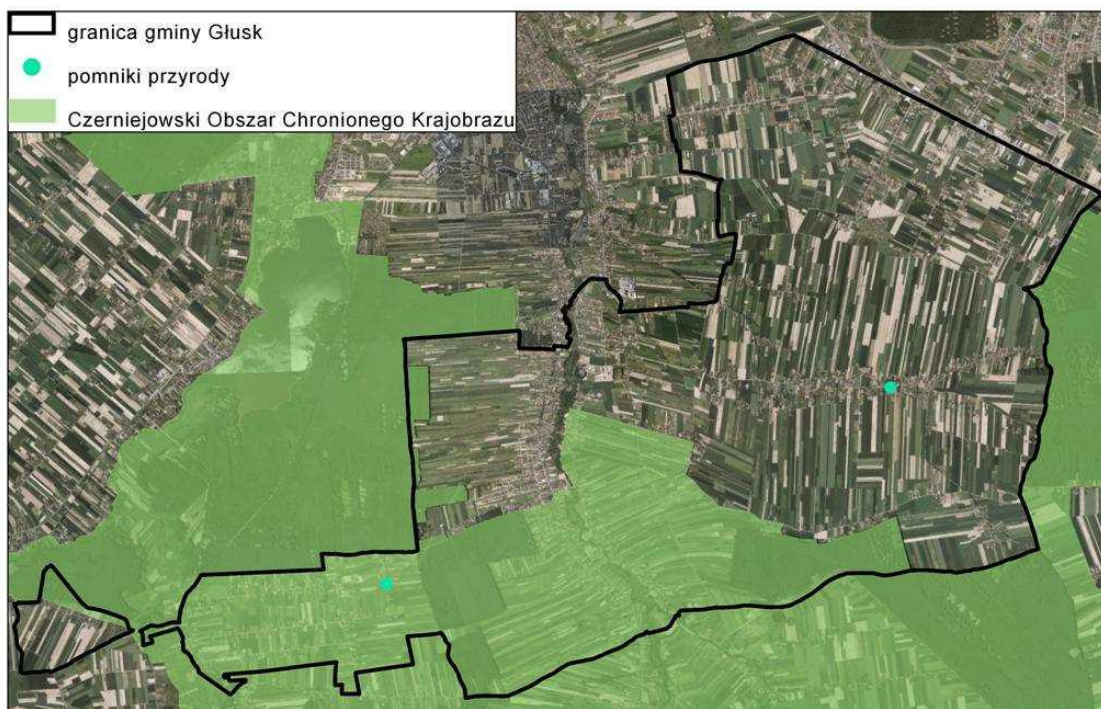 granica gminy Głusk
pomniki przyrody
Czerniejowski Obszar Chronionego Krajobrazu